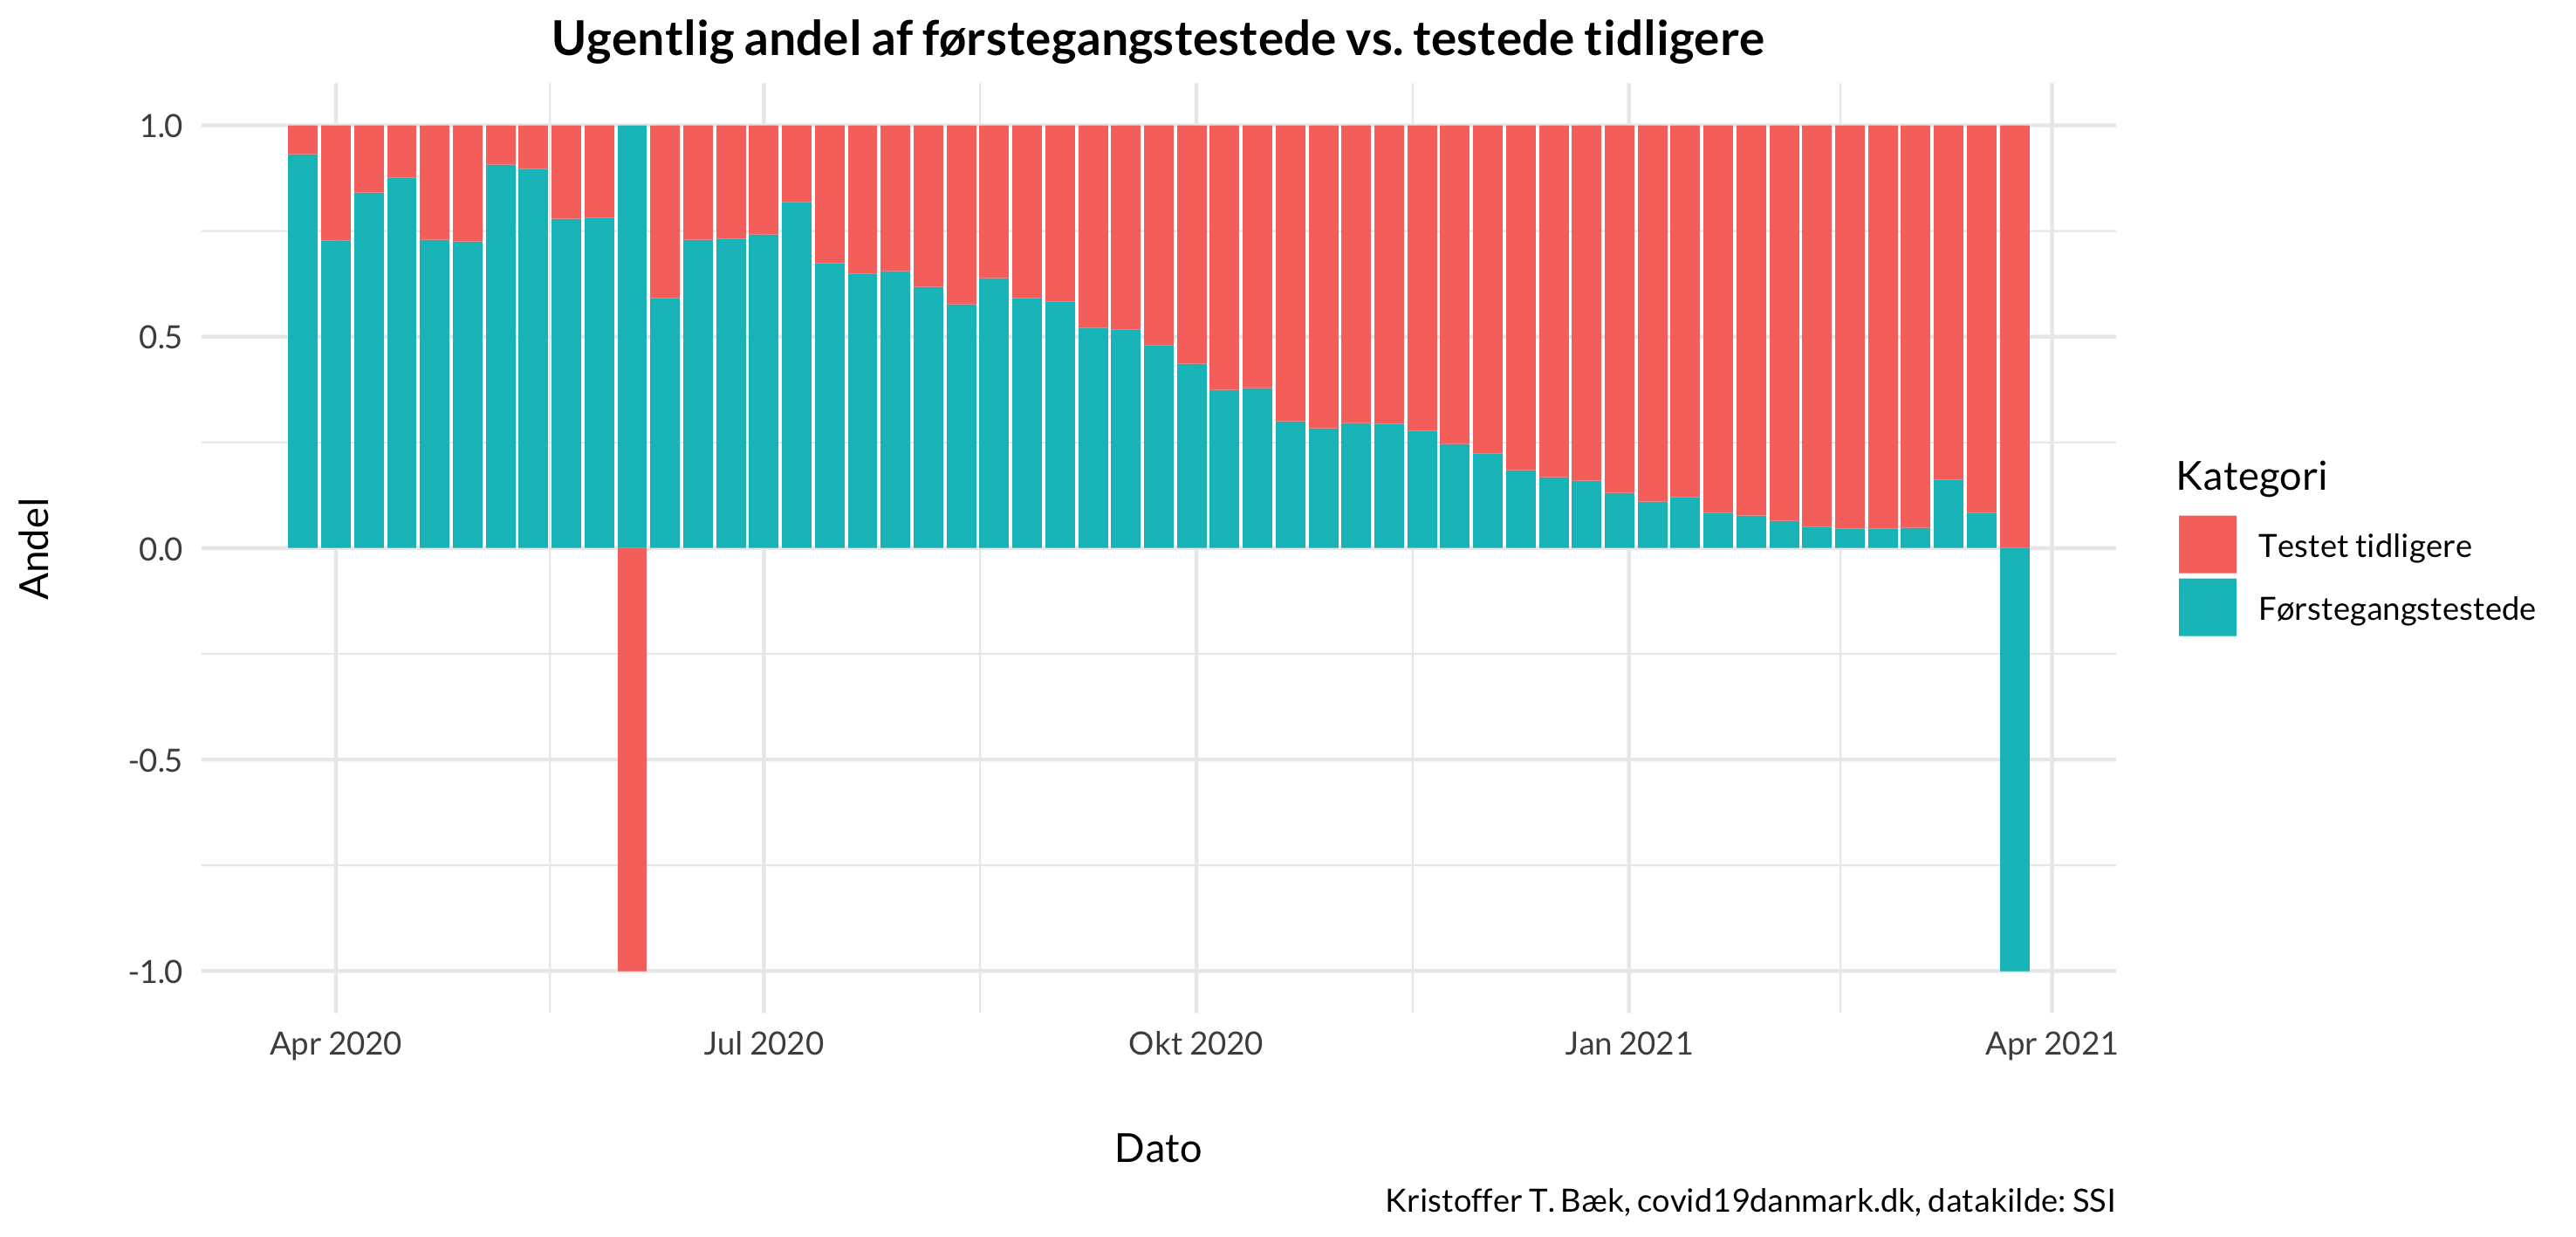 Ugentlig andel af førstegangstestede vs. testede tidligere
1.0
0.5
0.0
-0.5
-1.0
Andel
Apr 2020
Jul 2020
Okt 2020
Jan 2021
Apr 2021
Dato
Kategori
Testet tidligere
Førstegangstestede
Kristoffer T. Bæk, covid19danmark.dk, datakilde: SSI